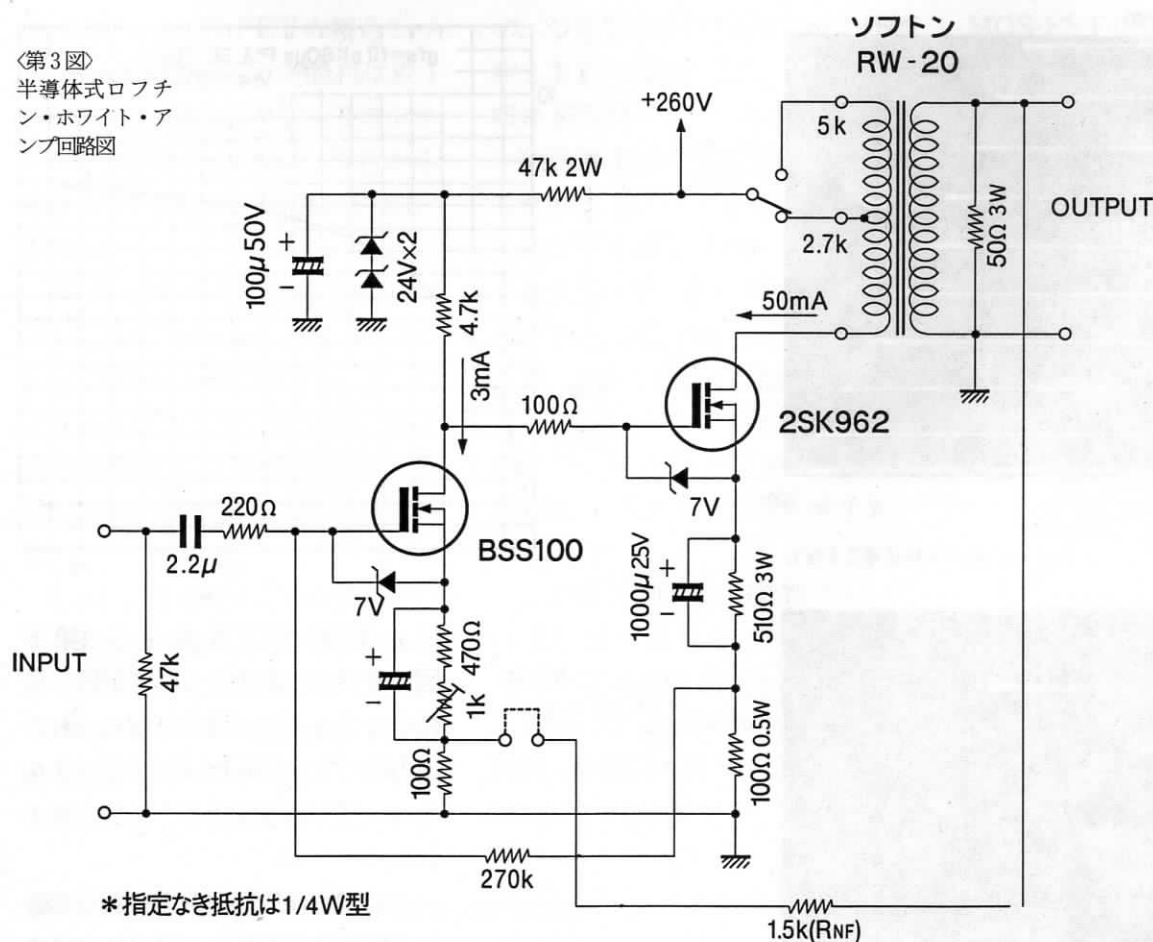 〈第3図〉
半導体式ロフチ
ン・ホワイト・ア
ンプ回路図
ソフトン
RW-20
+260V
5k
47k 2W
2.7k
OUTPUT
50Ω 3W
100μ 50V
+
−
24V×2
4.7k
50mA
3mA
100Ω
2SK962
7V
220Ω
2.2μ
BSS100
7V
1000μ 25V
+
−
510Ω 3W
INPUT
47k
+
−
470Ω
1k
100Ω
100Ω 0.5W
270k
1.5k(RNF)
*指定なき抵抗は1/4W型